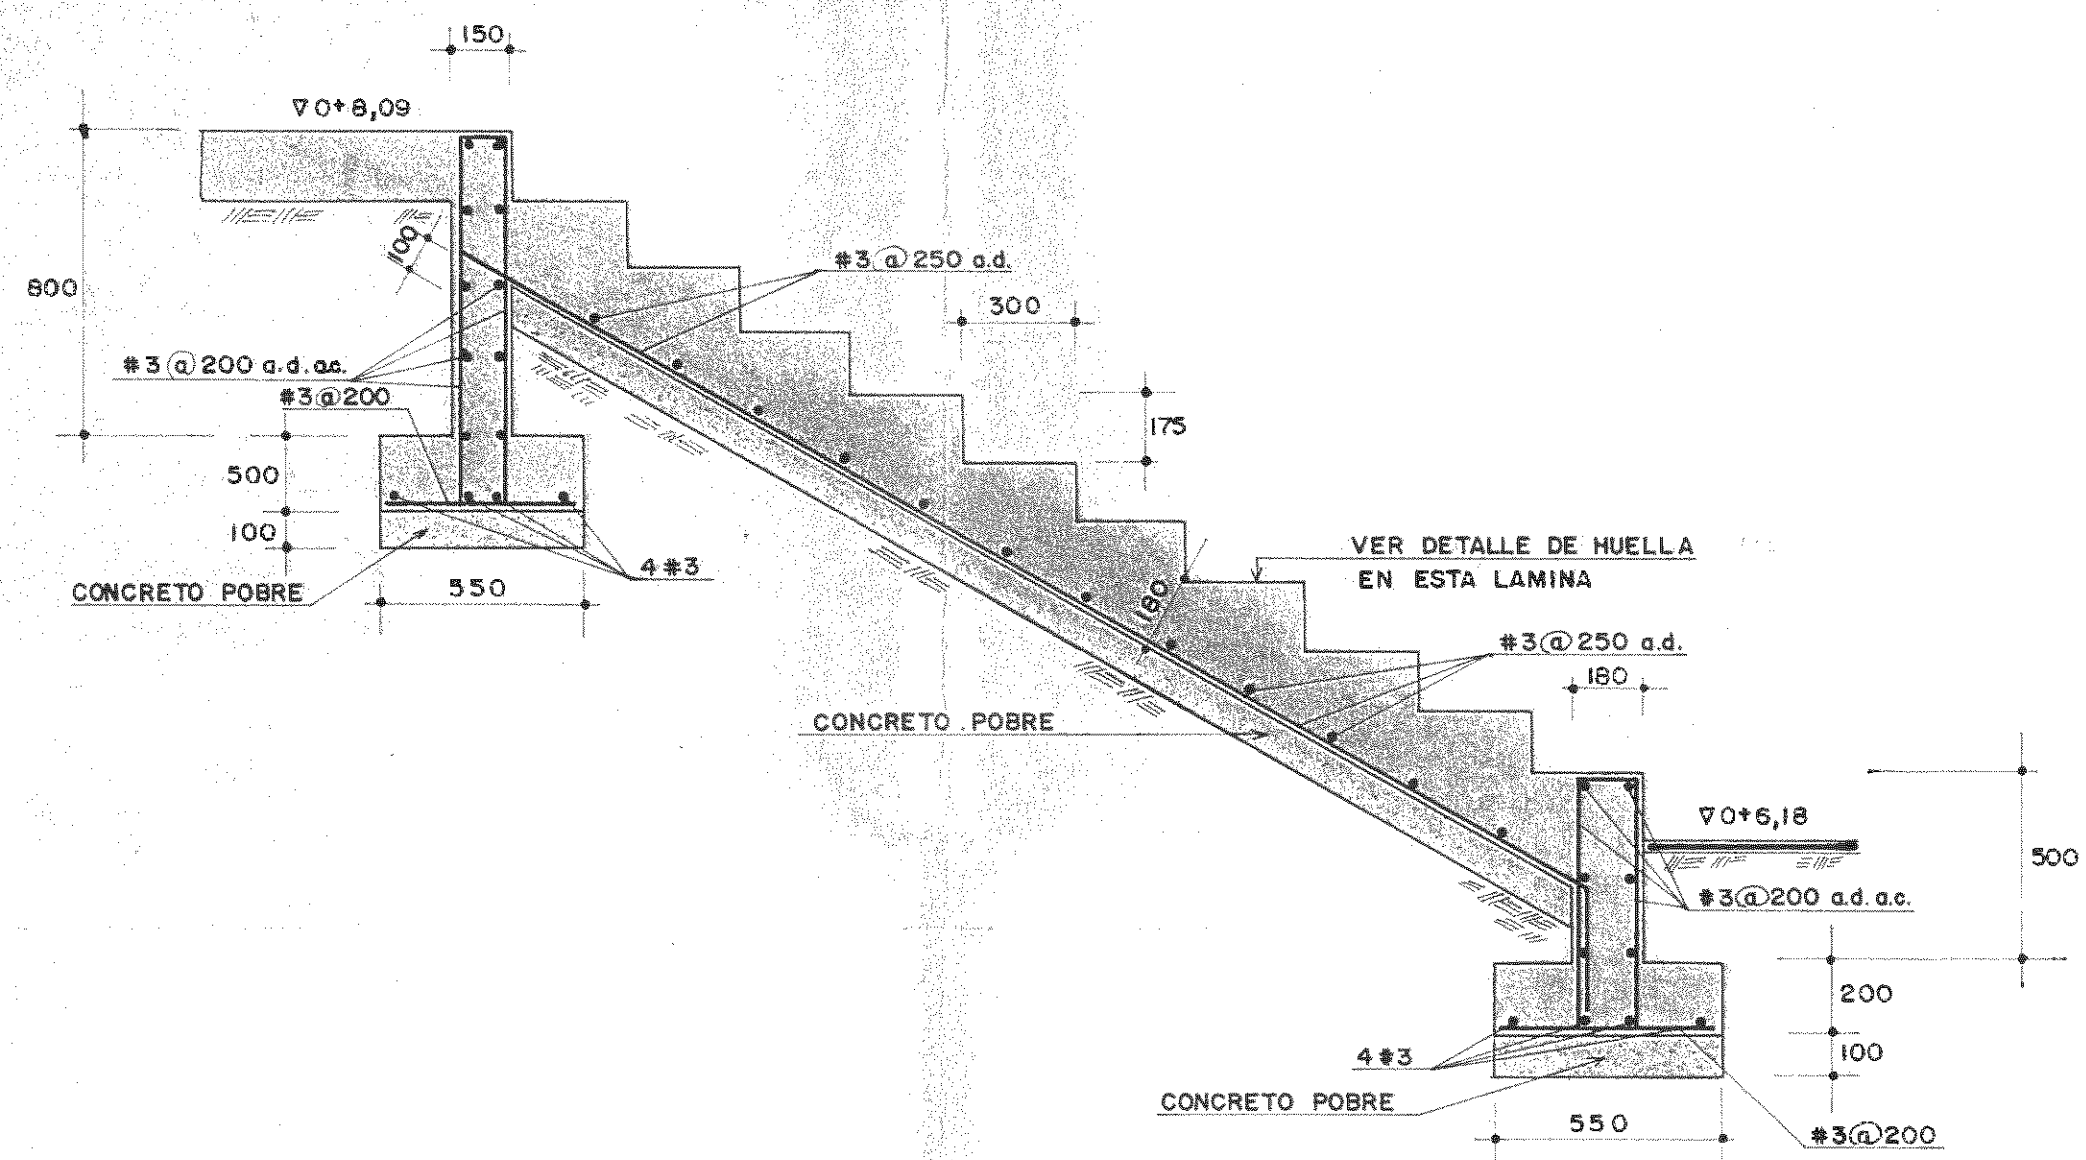 150
∇ 0+8,09
100
#3 @ 250 a.d.
800
300
#3 @ 200 a.d. a.c.
#3 @ 200
175
500
100
4 #3
CONCRETO POBRE
550
VER DETALLE DE HUELLA
EN ESTA LAMINA
180
#3 @ 250 a.d.
180
CONCRETO POBRE
∇ 0+6,18
500
#3 @ 200 a.d. a.c.
200
4 #3
100
CONCRETO POBRE
550
#3 @ 200